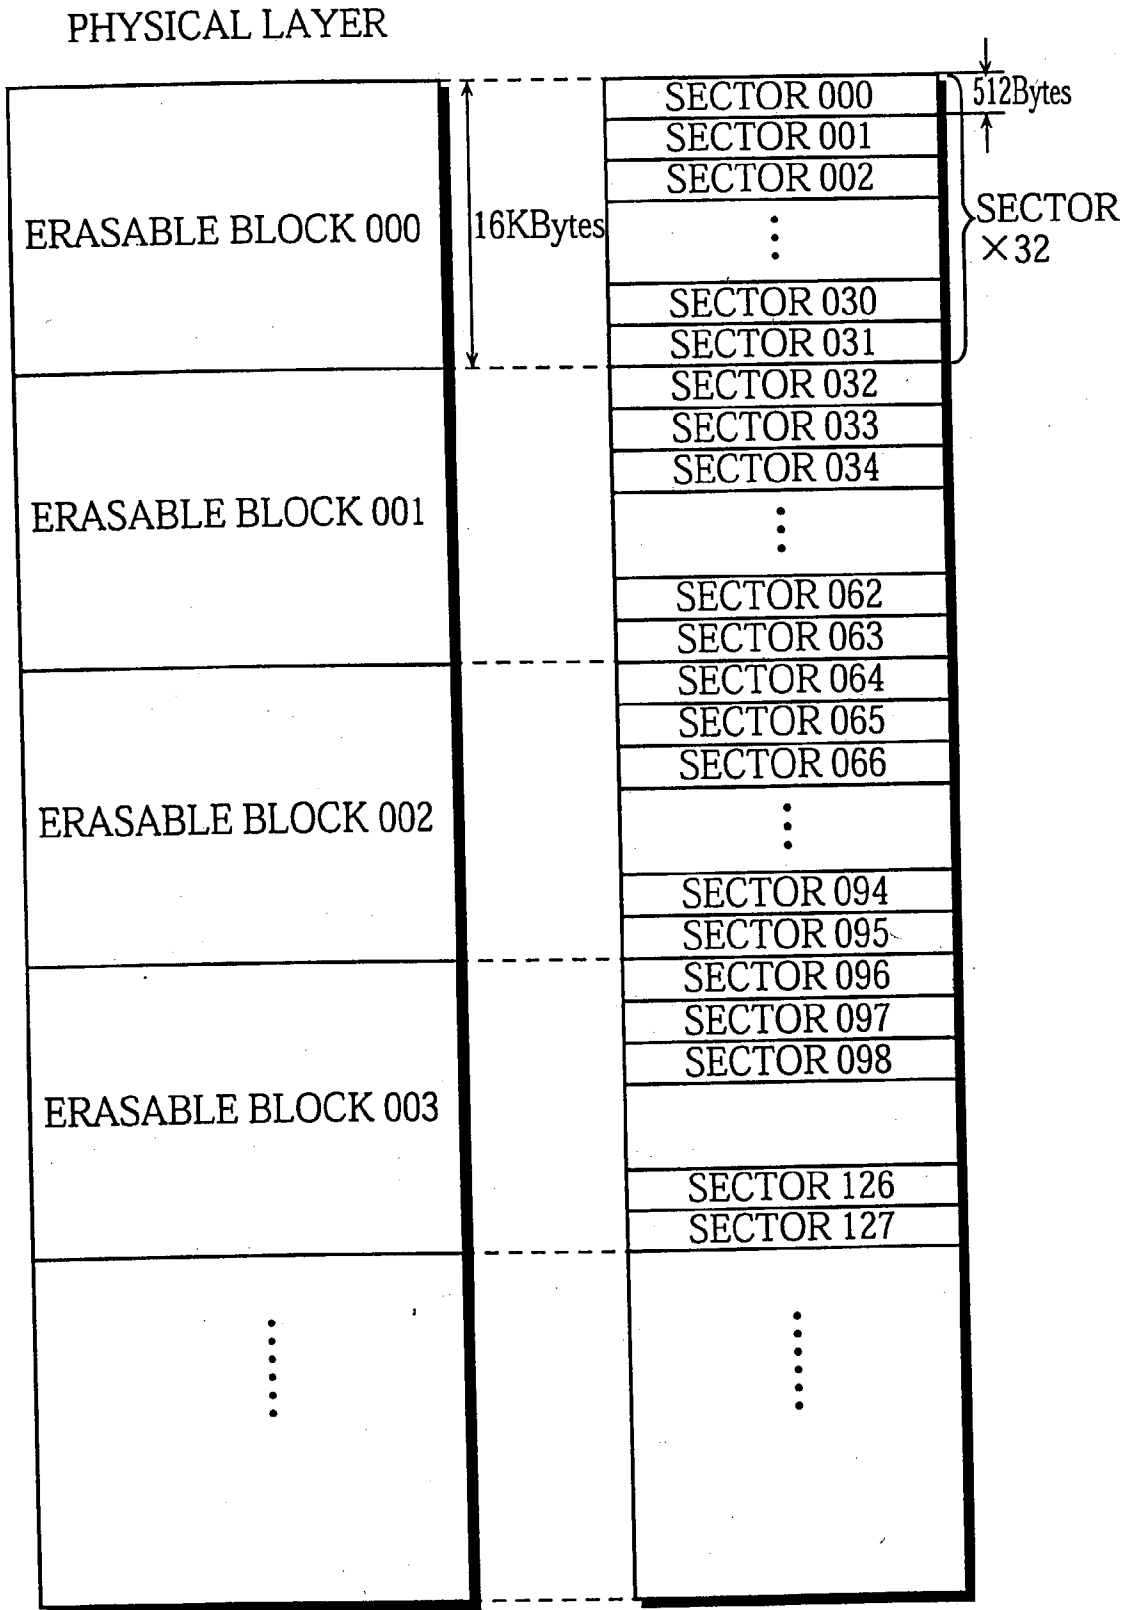 PHYSICAL LAYER
ERASABLE BLOCK 000
ERASABLE BLOCK 001
ERASABLE BLOCK 002
ERASABLE BLOCK 003
16KBytes
SECTOR 000
SECTOR 001
SECTOR 002
SECTOR 030
SECTOR 031
SECTOR 032
SECTOR 033
SECTOR 034
SECTOR 062
SECTOR 063
SECTOR 064
SECTOR 065
SECTOR 066
SECTOR 094
SECTOR 095
SECTOR 096
SECTOR 097
SECTOR 098
SECTOR 126
SECTOR 127
512Bytes
SECTOR
×32